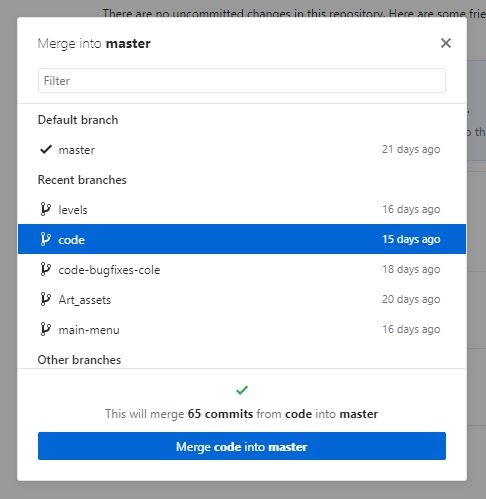 There are no uncommitted changes in this repository. Here are some frie
Merge into master
Filter
Default branch
master 21 days ago
Recent branches
levels 16 days ago
code 15 days ago
code-bugfixes-cole 18 days ago
Art_assets 20 days ago
main-menu 16 days ago
Other branches
This will merge 65 commits from code into master
Merge code into master